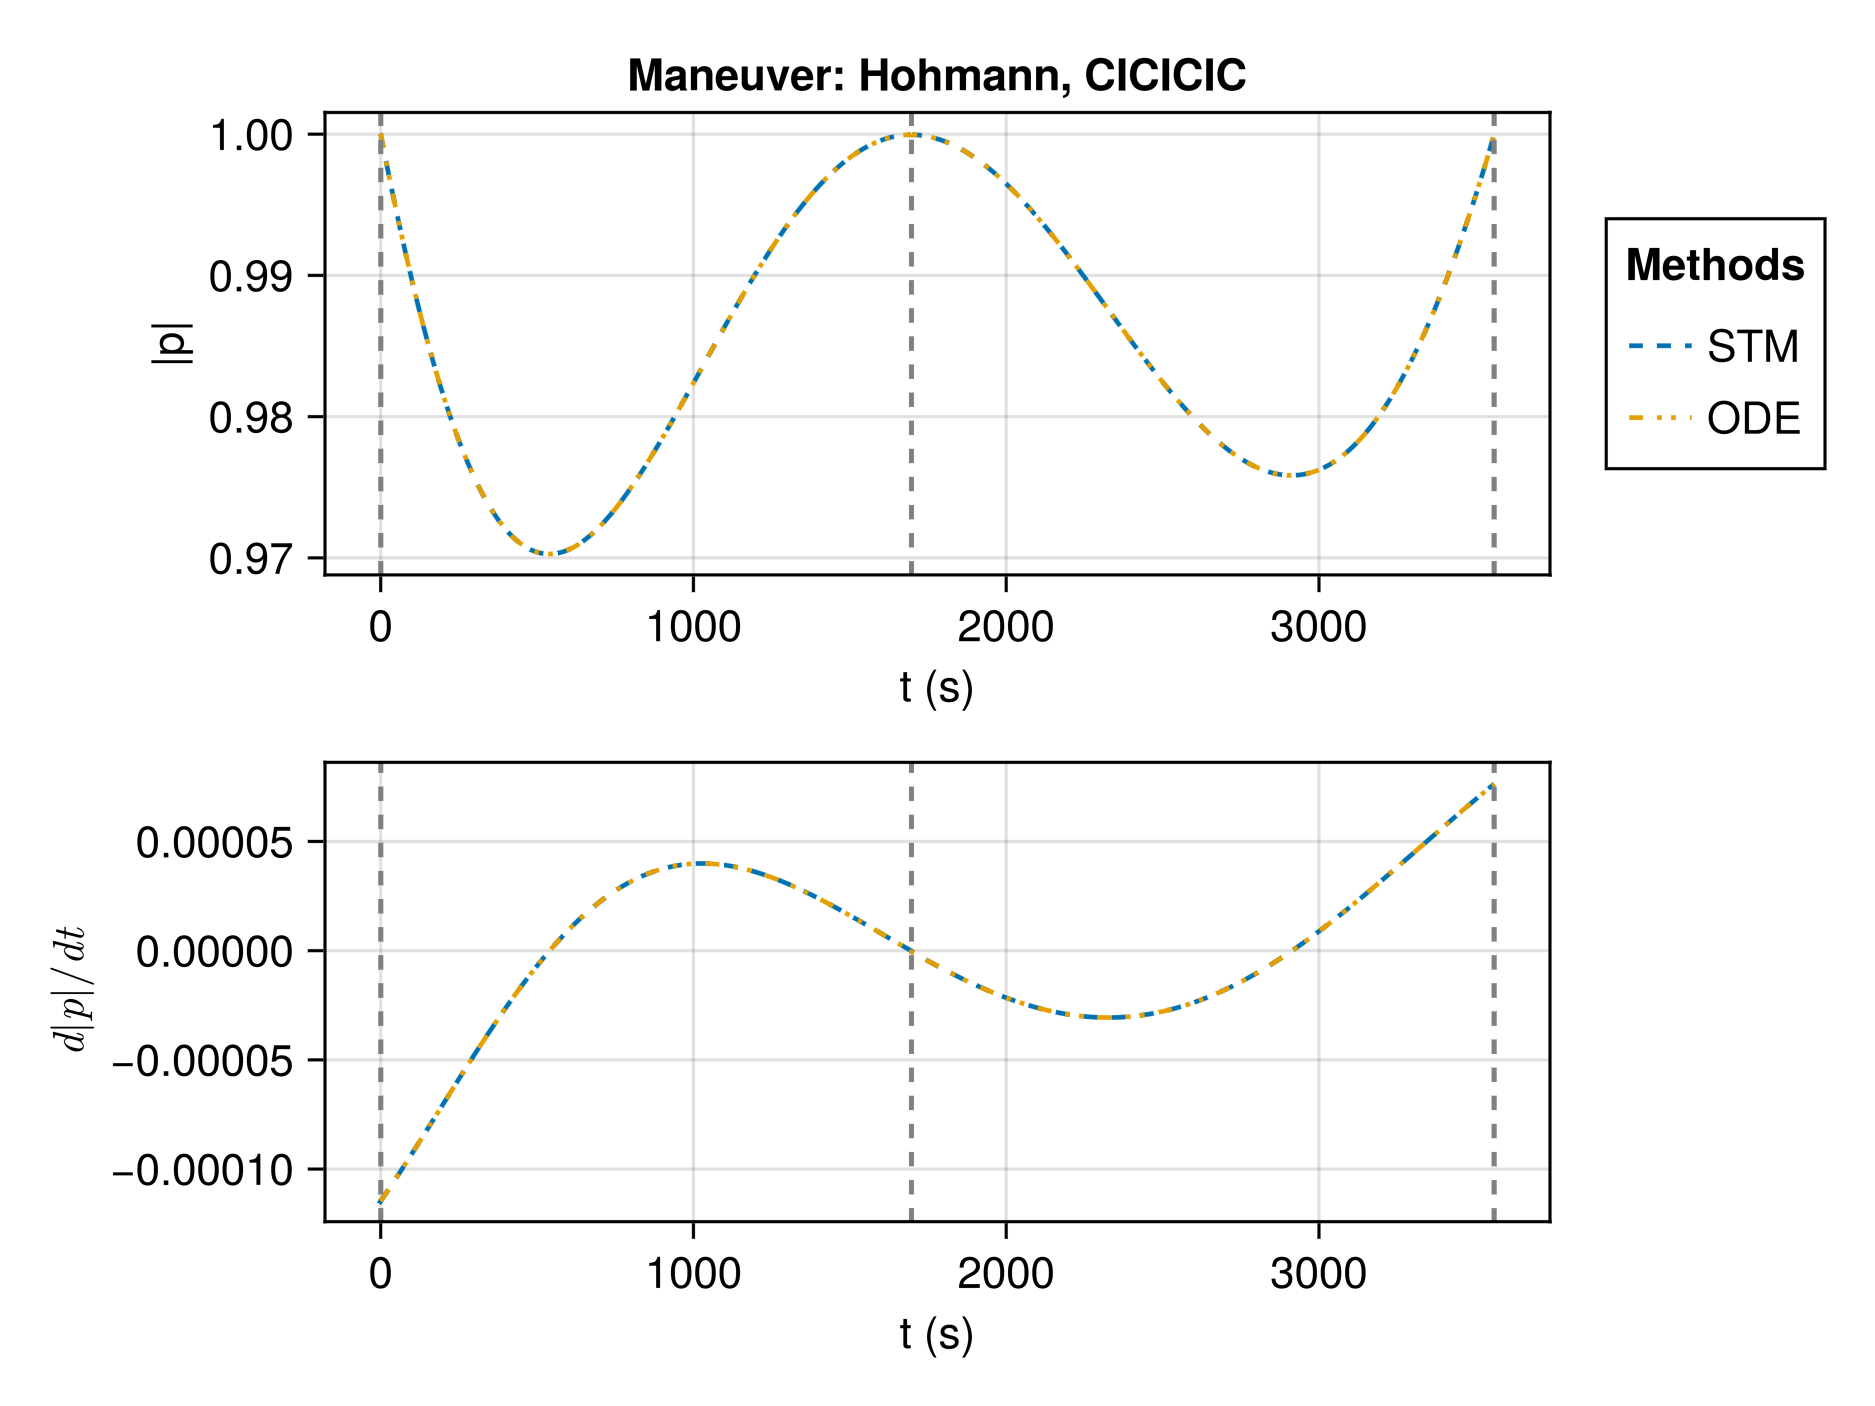 Maneuver: Hohmann, CICICIC
|p|
1.00
0.99
0.98
0.97
0 1000 2000 3000
t (s)
Methods
STM
ODE
d|p|/dt
0.00005
0.00000
−0.00005
−0.00010
0 1000 2000 3000
t (s)